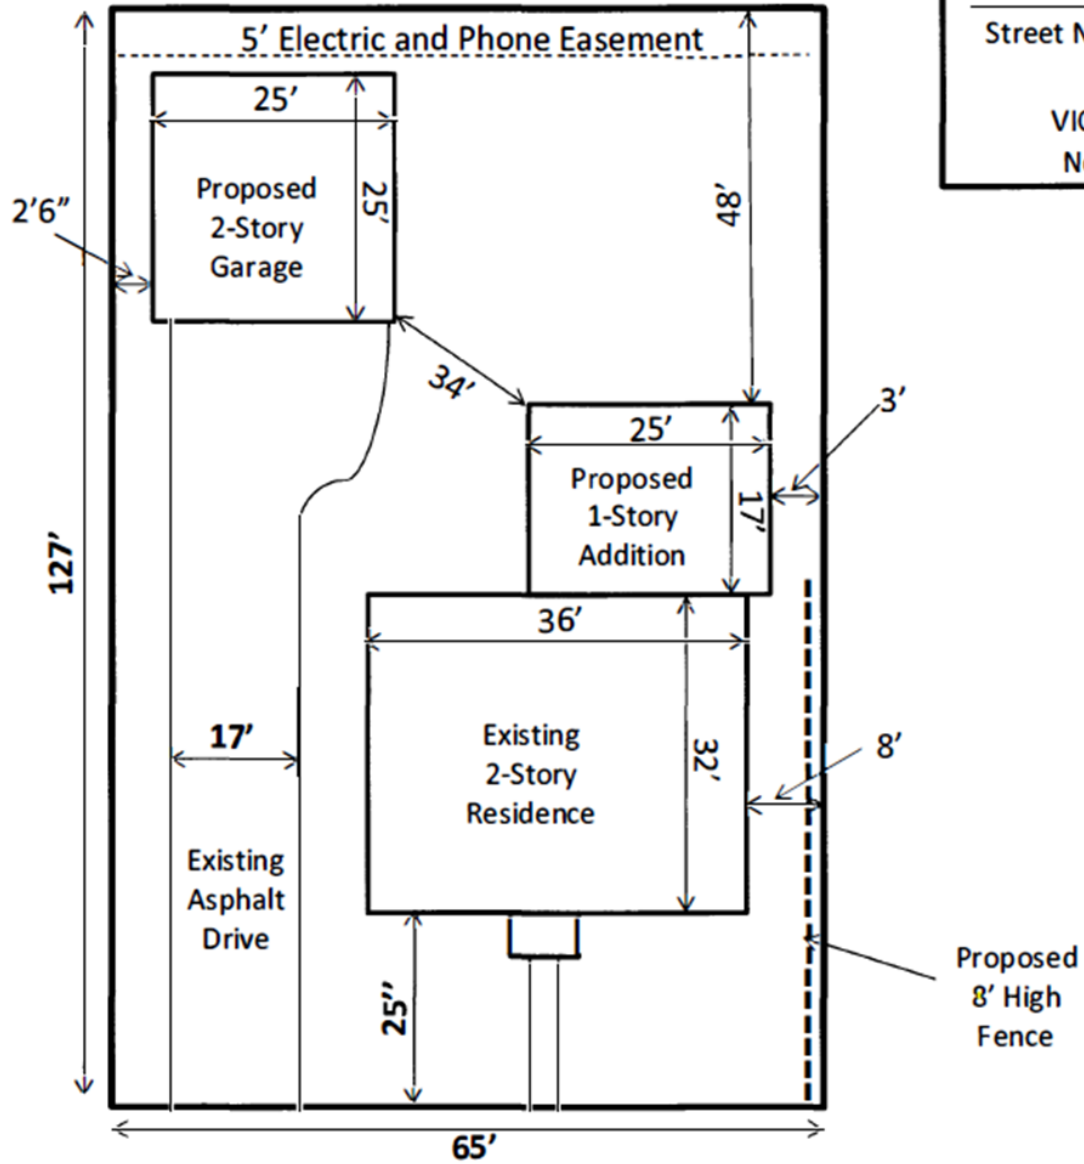 5’ Electric and Phone Easement
Street N
25’
VIC
Proposed
2-Story
Garage
25’
48’
2’6”
N
34’
3’
25’
Proposed
1-Story
Addition
17’
127’
36’
17’
Existing
2-Story
Residence
32’
8’
Existing
Asphalt
Drive
25’’
Proposed
8’ High
Fence
65’